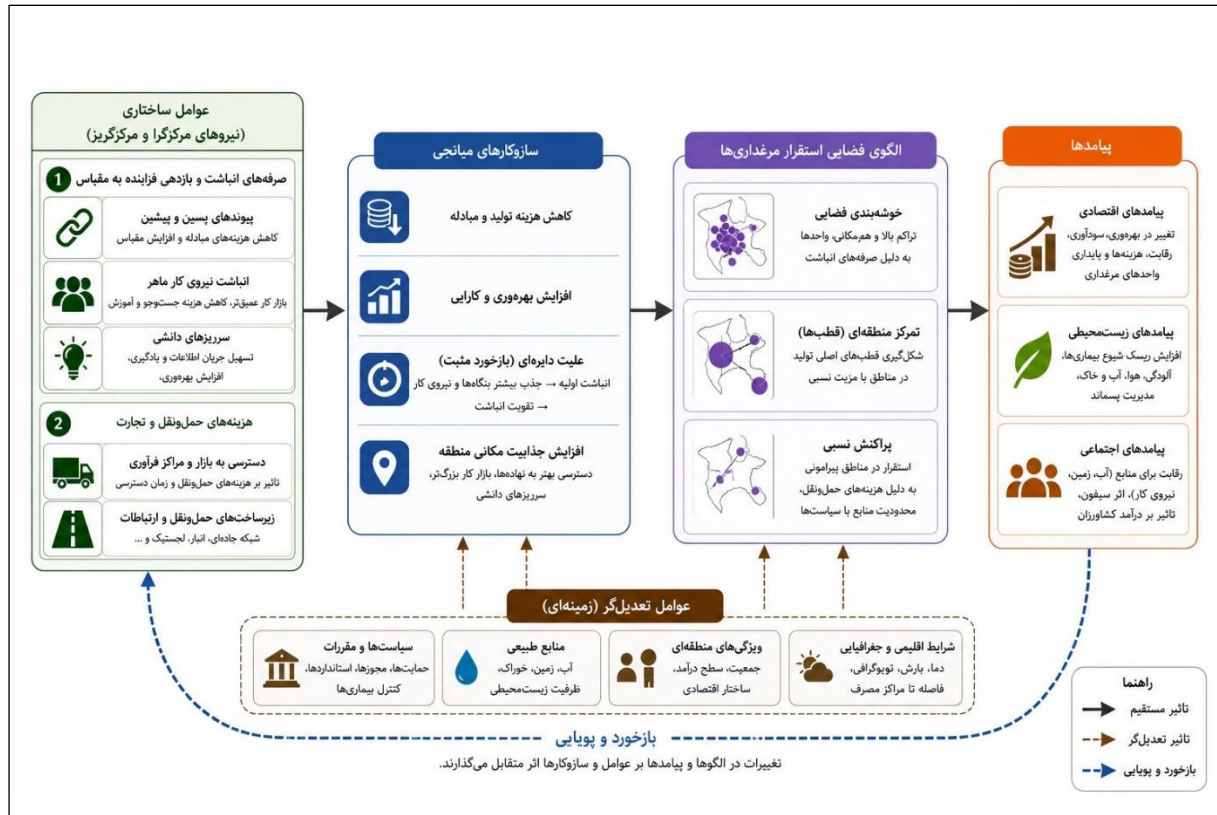 عوامل ساختاری
(نیروهای مرکزگرا و مرکزگریز)
1
صرفه‌های انباشت و بازدهی فزاینده به مقباس
پیوندهای پسین و پیشین
کاهش هزینه‌های مبادله و افزایش مقباس
انباشت نیروی کار ماهر
بازار کار عمیق‌تر، کاهش هزینه جست‌وجو و آموزش
سرریزهای دانشی
تسهیل جریان اطلاعات و یادگیری،
افزایش بهره‌وری،
2
هزینه‌های حمل‌ونقل و تجارت
دسترسی به بازار و مراکز فرآوری
تاثیر بر هزینه‌های حمل‌ونقل و زمان دسترسی
زیرساخت‌های حمل‌ونقل و ارتباطات
شبکه جاده‌ای، انبار، لجستیک و ...
سازوکارهای میانجی
کاهش هزینه تولید و مبادله
افزایش بهره‌وری و کارایی
علیت دایره‌ای (بازخورد مثبت)
انباشت اولیه → جذب بیشتر بنگاه‌ها و نیروی کار
→ تقویت انباشت
افزایش جذابیت مکانی منطقه
دسترسی بهتر به نهاده‌ها، بازار کار بزرگ‌تر،
سرریزهای دانشی
الگوی فضایی استقرار مرغداری‌ها
خوشه‌بندی فضایی
تراکم بالا و هم‌مکانی، واحدها
به دلیل صرفه‌های انباشت
تمرکز منطقه‌ای (قطب‌ها)
شکل‌گیری قطب‌های اصلی تولید
در مناطق با مزیت نسبی
پراکنش نسبی
استقرار در مناطق پیرامونی
به دلیل هزینه‌های حمل‌ونقل،
محدودیت منابع با سیاست‌ها
پیامدها
پیامدهای اقتصادی
تغییر در بهره‌وری، سودآوری،
رقابت، هزینه‌ها و پایداری
واحدهای مرغداری
پیامدهای زیست‌محیطی
افزایش ریسک شیوع بیماری‌ها،
آلودگی، هوا، آب و خاک،
مدیریت پسماند
پیامدهای اجتماعی
رقابت برای منابع (آب، زمین،
نیروی کار)، اثر سیفون،
تاثیر بر درآمد کشاورزان
عوامل تعدیل‌گر (زمینه‌ای)
سیاست‌ها و مقررات
حمایت‌ها، مجوزها، استانداردها،
کنترل بیماری‌ها
منابع طبیعی
آب، زمین، خوراک،
ظرفیت زیست‌محیطی
ویژگی‌های منطقه‌ای
جمعیت، سطح درآمد،
ساختار اقتصادی
شرایط اقلیمی و جغرافیایی
دما، بارش، توپوگرافی،
فاصله تا مراکز مصرف
بازخورد و پویایی
تغییرات در الگوها و پیامدها بر عوامل و سازوکارها اثر متقابل می‌گذارند.
راهنما
تاثیر مستقیم
تاثیر تعدیل‌گر
بازخورد و پویایی